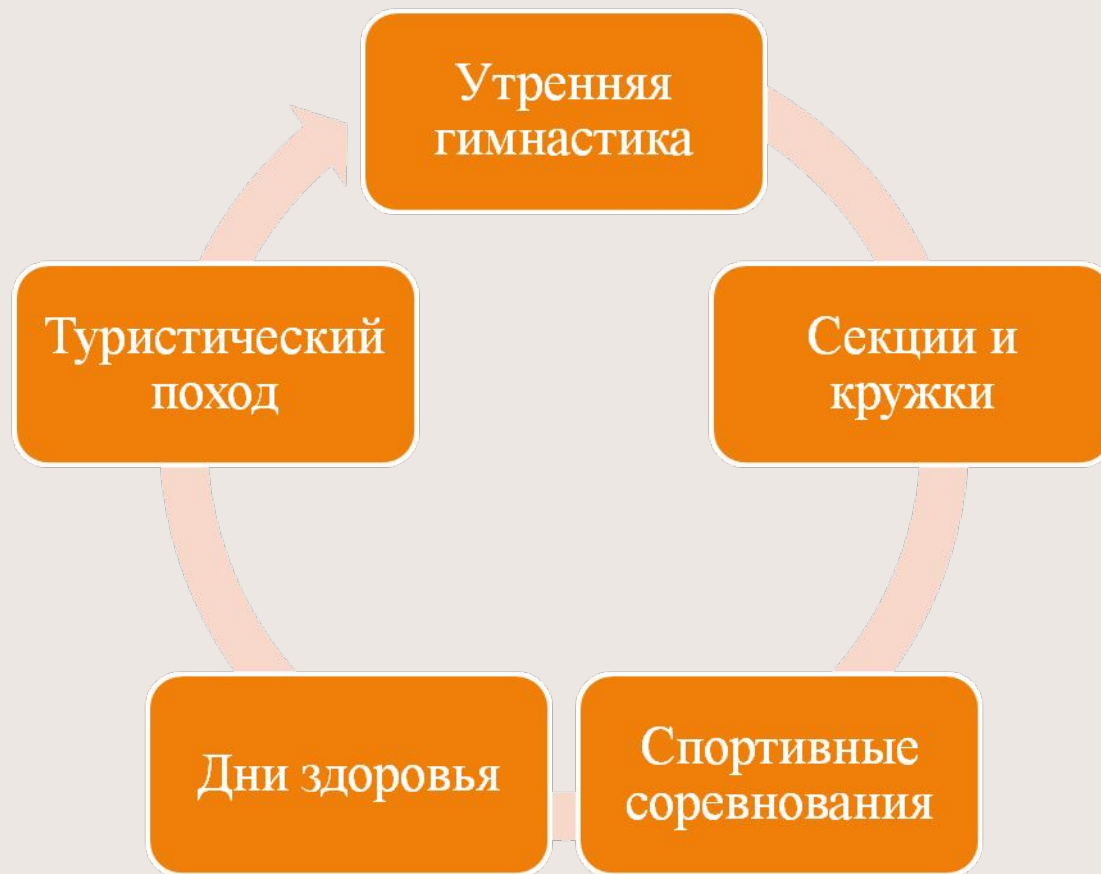 Утренняя
гимнастика
Секции и
кружки
Спортивные
соревнования
Дни здоровья
Туристический
поход